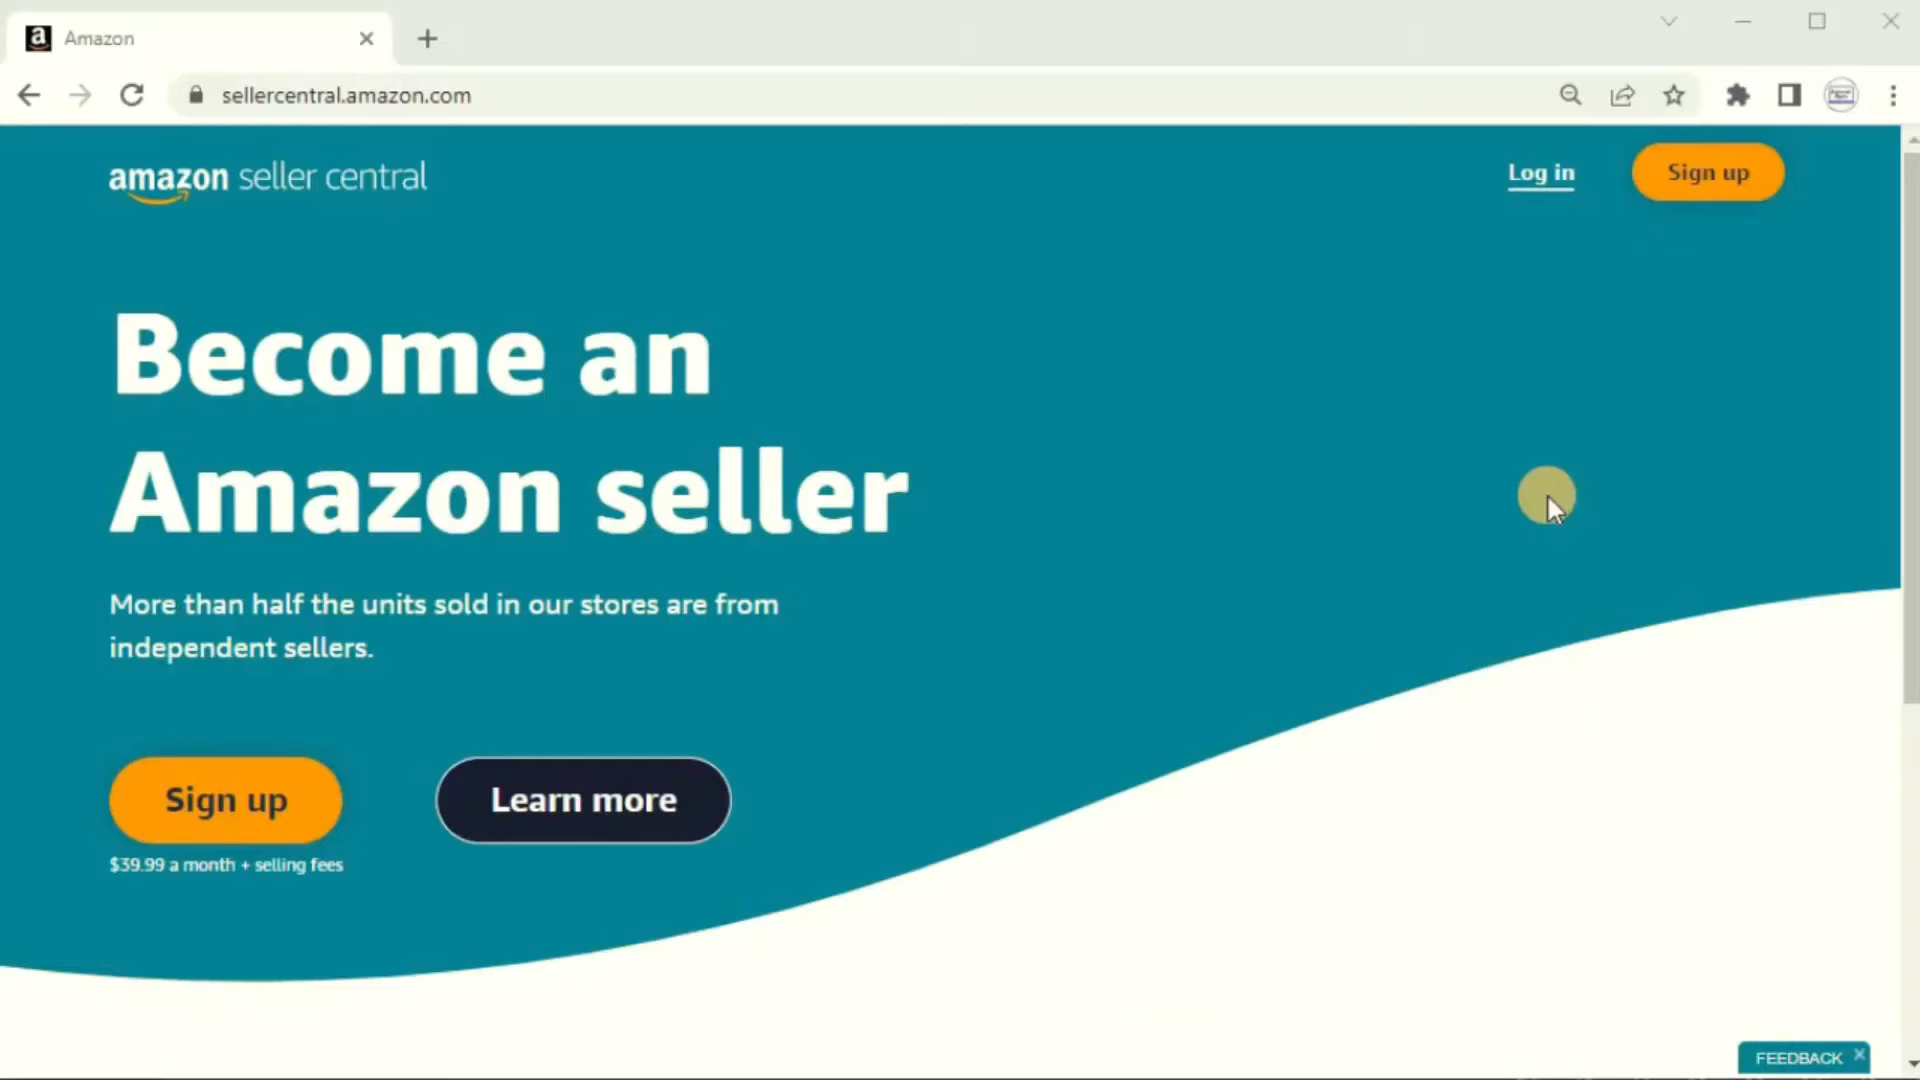 Amazon
sellercentral.amazon.com
amazon seller central
Log in
Sign up
Become an
Amazon seller
More than half the units sold in our stores are from
independent sellers.
Sign up
Learn more
$39.99 a month + selling fees
FEEDBACK